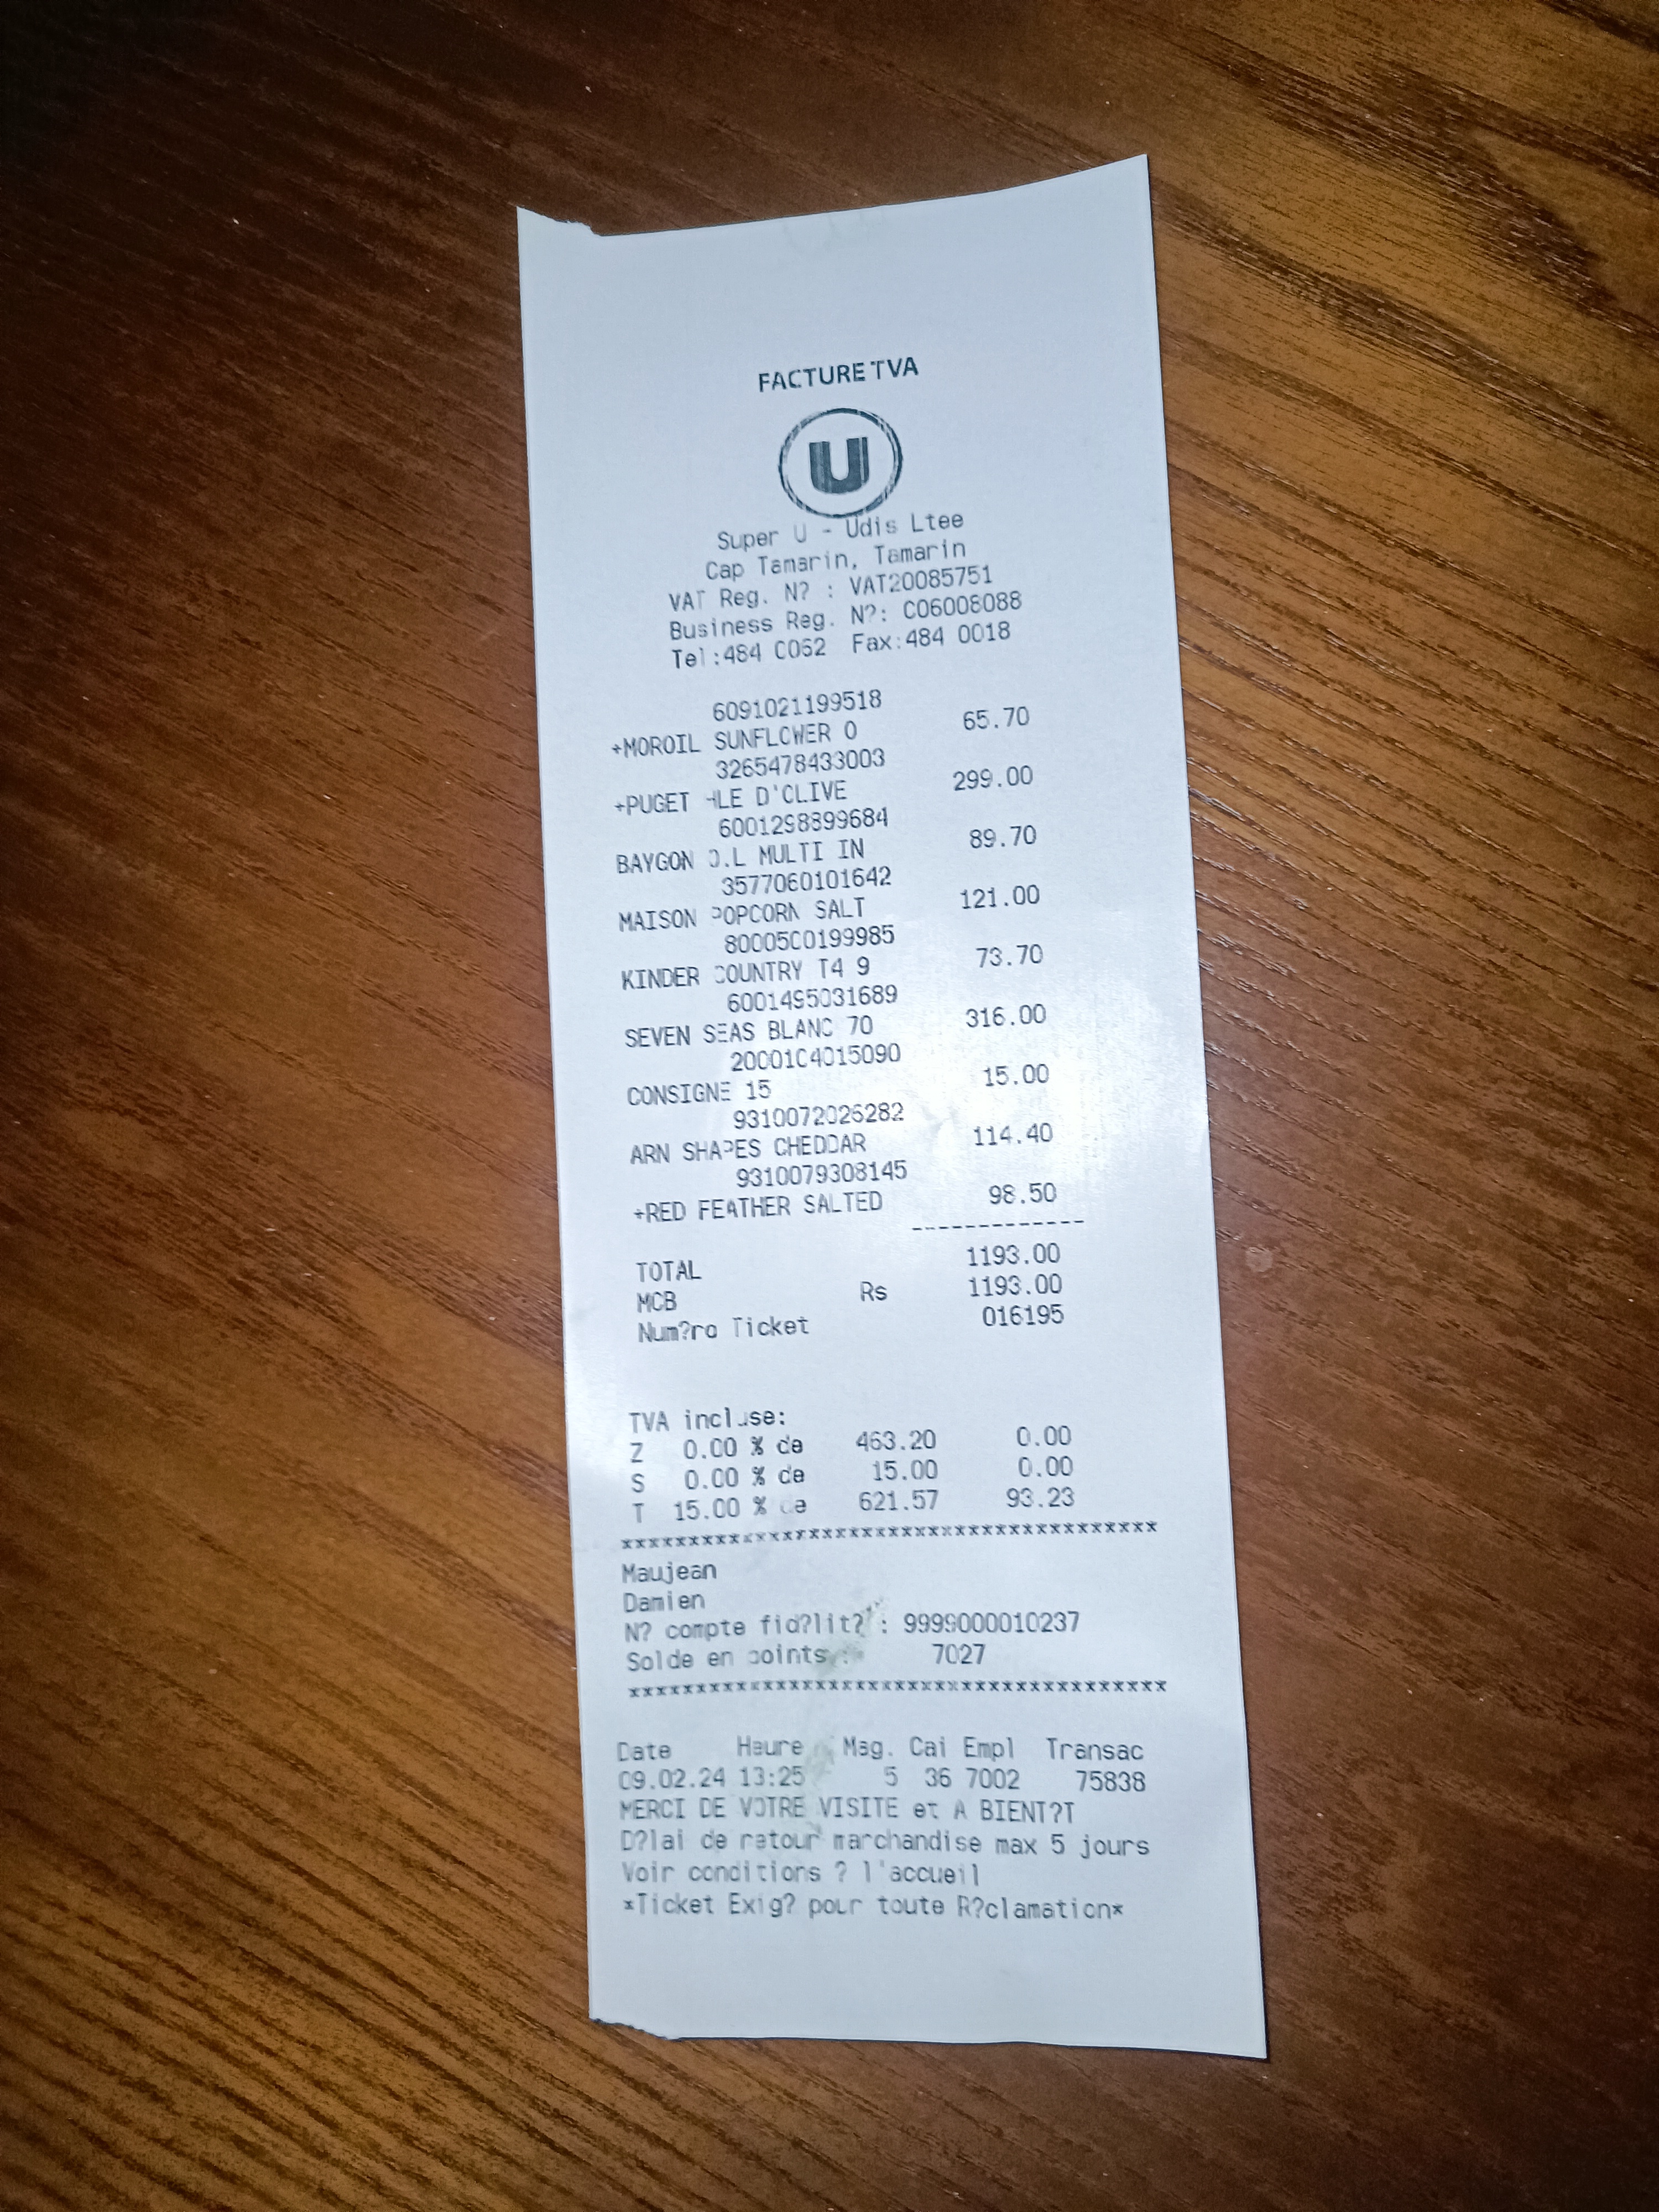 FACTURE TVA
U
Super U - Udis Ltee
Cap Tamarin, Tamarin
VAT Reg. N? : VAT20085751
Business Reg. N?: C06008088
Tel:484 0062 Fax:484 0018
6091021199518
+MOROIL SUNFLOWER O 65.70
3265478433003
+PUGET HLE D'OLIVE 299.00
6001298899684
BAYGON O.L MULTI IN 89.70
3577060101642
MAISON POPCORN SALT 121.00
8000500199985
KINDER COUNTRY T4 9 73.70
6001495031689
SEVEN SEAS BLANC 70 316.00
2000104015090
CONSIGNE 15 15.00
9310072026282
ARN SHAPES CHEDDAR 114.40
9310079308145
+RED FEATHER SALTED 98.50
-------------
TOTAL 1193.00
MCB Rs 1193.00
Num?ro Ticket 016195
TVA incluse:
Z 0.00 % de 463.20 0.00
S 0.00 % de 15.00 0.00
T 15.00 % de 621.57 93.23
****************************************
Maujean
Damien
N? compte fid?lit? : 9999000010237
Solde en points : 7027
****************************************
Date Heure Mag. Cai Empl Transac
09.02.24 13:25 5 36 7002 75838
MERCI DE VOTRE VISITE et A BIENT?T
D?lai de retour marchandise max 5 jours
Voir conditions ? l'accueil
*Ticket Exig? pour toute R?clamation*